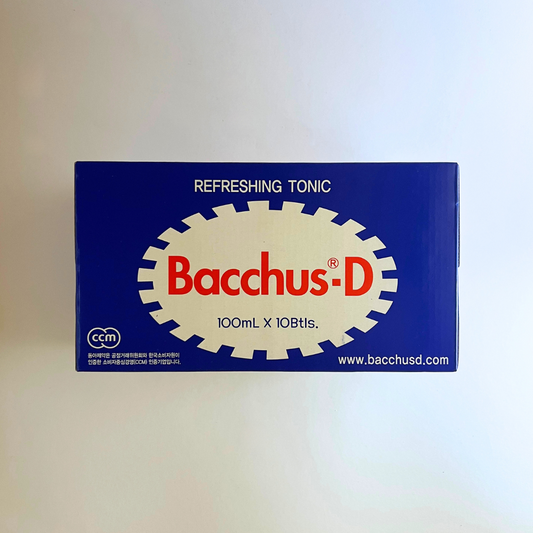 REFRESHING TONIC
Bacchus®-D
100mL X 10Btls.
ccm
동아제약은 공정거래위원회와 한국소비자원이
인증한 소비자중심경영(CCM) 인증기업입니다.
www.bacchusd.com